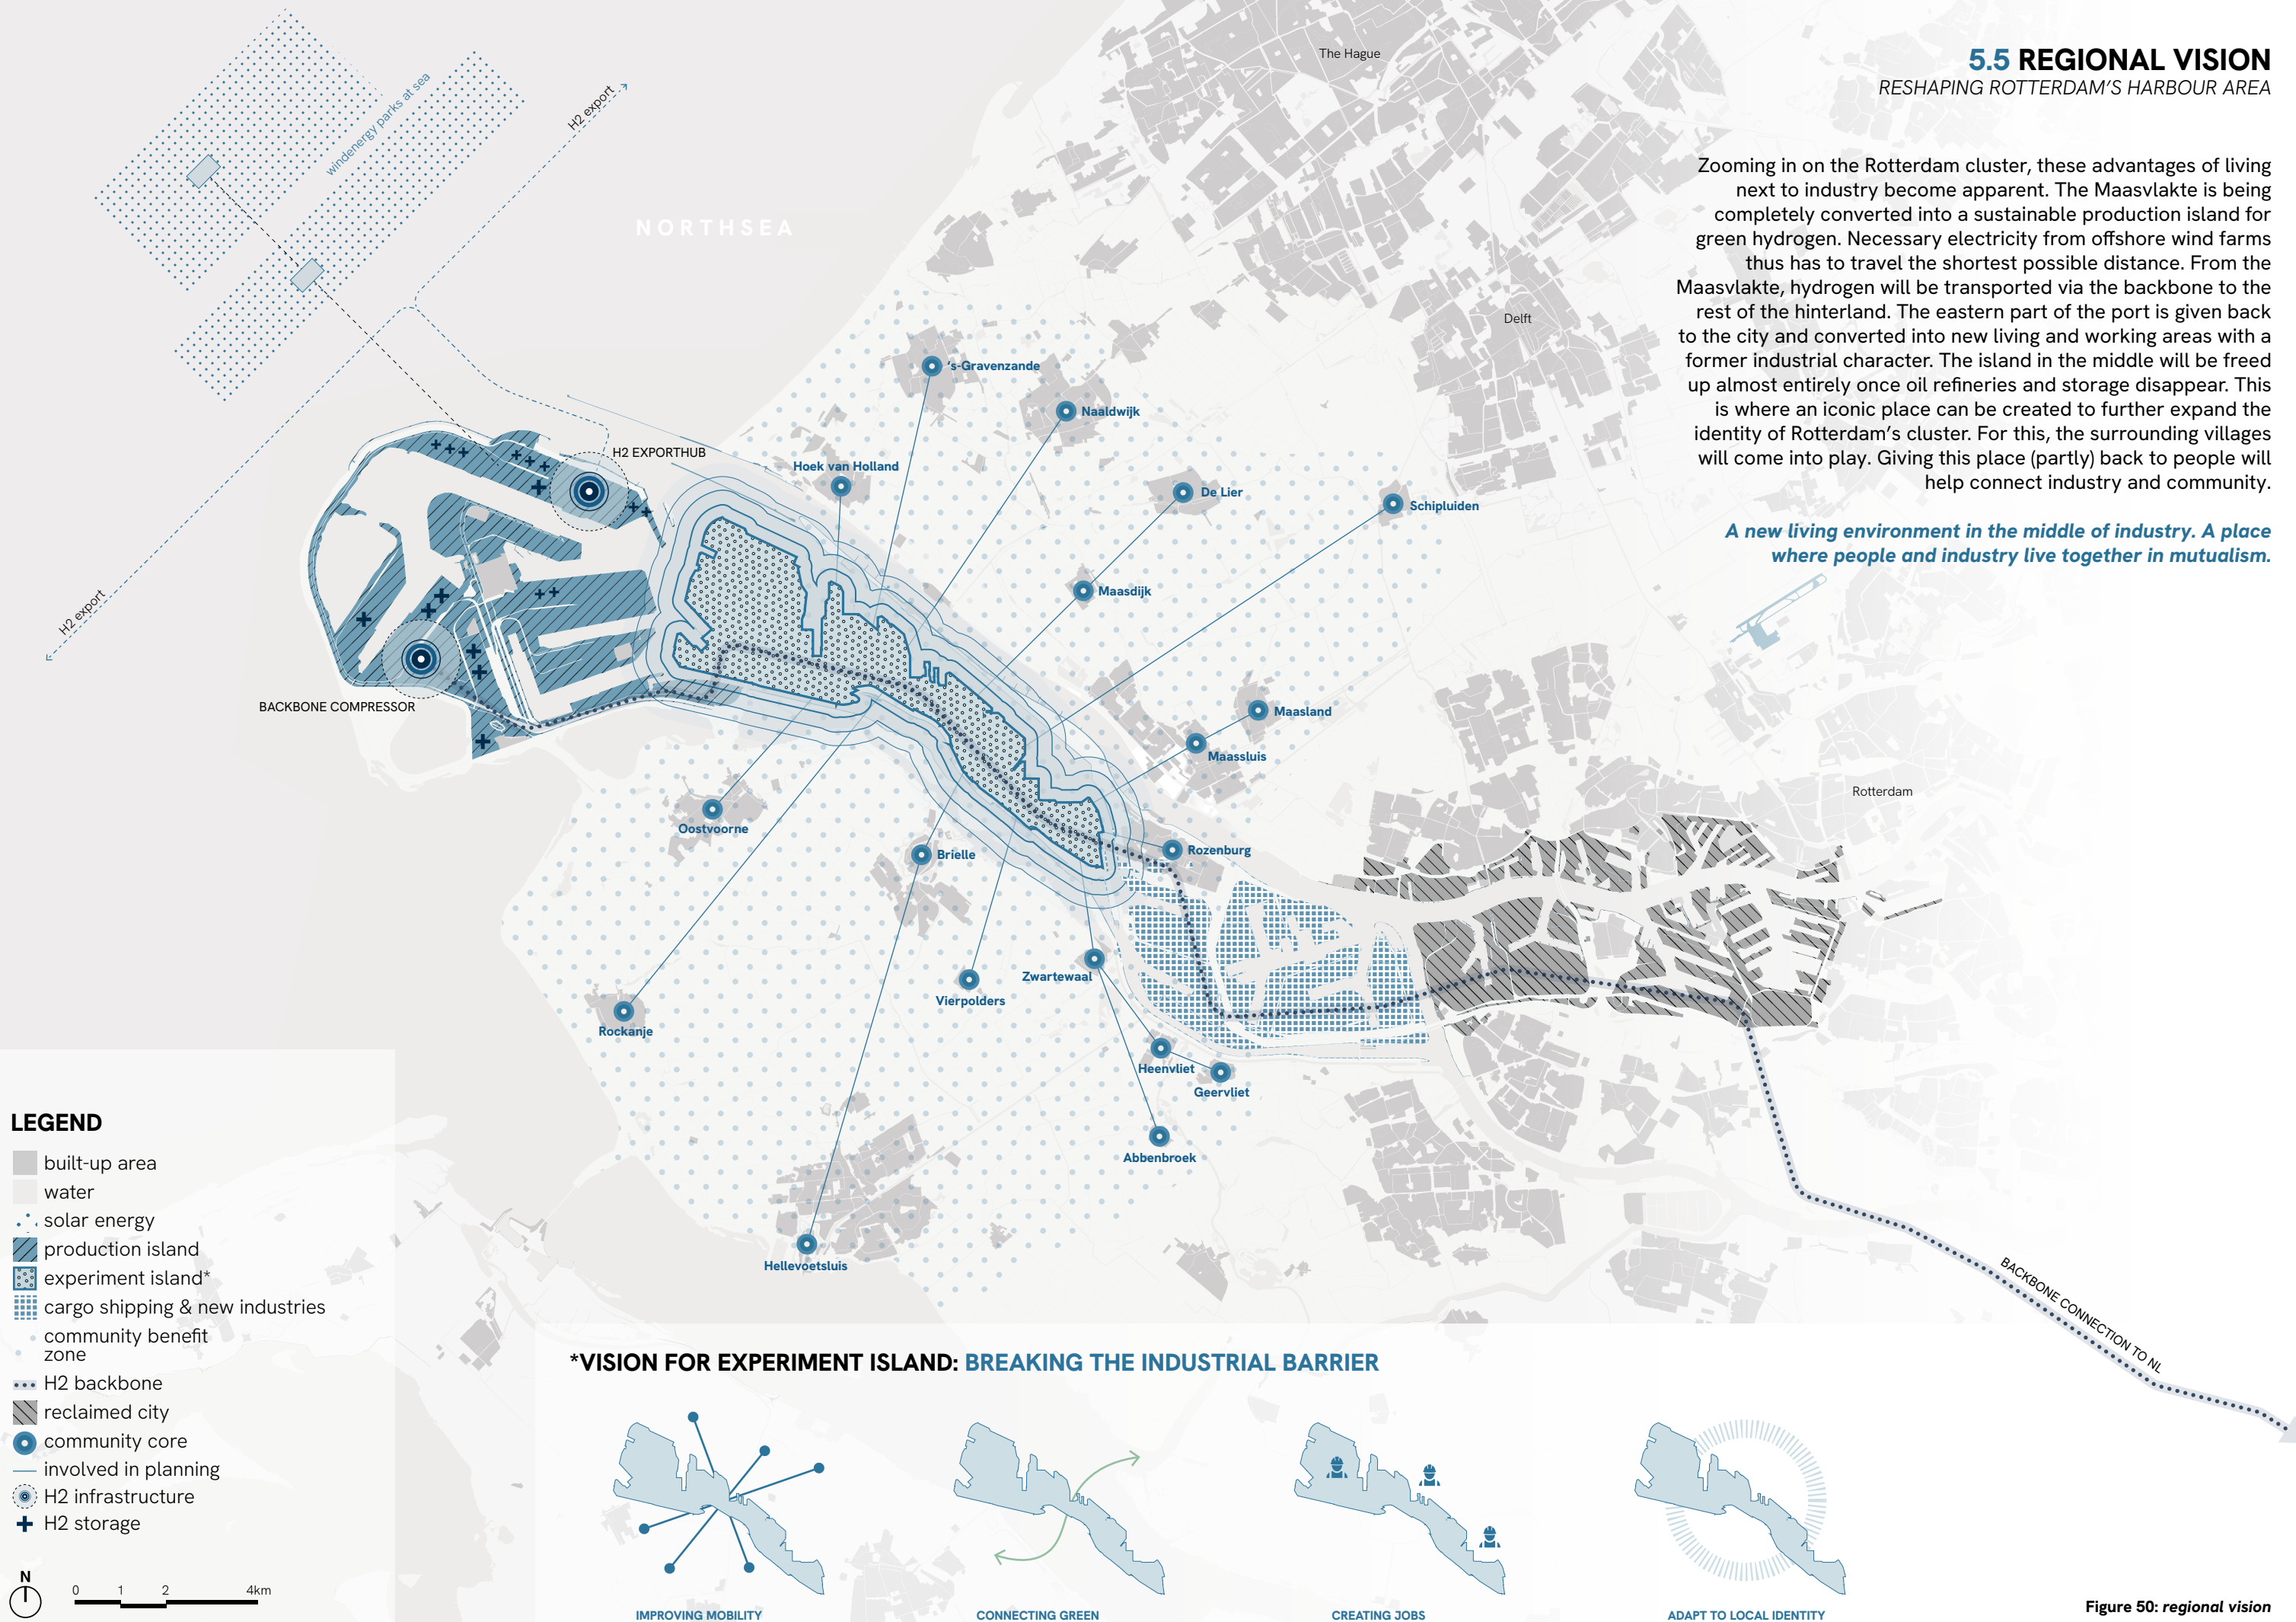 5.5 REGIONAL VISION
RESHAPING ROTTERDAM'S HARBOUR AREA
Zooming in on the Rotterdam cluster, these advantages of living
next to industry become apparent. The Maasvlakte is being
completely converted into a sustainable production island for
green hydrogen. Necessary electricity from offshore wind farms
thus has to travel the shortest possible distance. From the
Maasvlakte, hydrogen will be transported via the backbone to the
rest of the hinterland. The eastern part of the port is given back
to the city and converted into new living and working areas with a
former industrial character. The island in the middle will be freed
up almost entirely once oil refineries and storage disappear. This
is where an iconic place can be created to further expand the
identity of Rotterdam's cluster. For this, the surrounding villages
will come into play. Giving this place (partly) back to people will
help connect industry and community.
A new living environment in the middle of industry. A place
where people and industry live together in mutualism.
The Hague
windenergy parks at sea
H2 export
NORTHSEA
Delft
's-Gravenzande
Naaldwijk
H2 EXPORTHUB
Hoek van Holland
De Lier
Schipluiden
Maasdijk
H2 export
BACKBONE COMPRESSOR
Maasland
Maassluis
Rotterdam
Oostvoorne
Brielle
Rozenburg
Zwartewaal
Vierpolders
Rockanje
Heenvliet
Geervliet
Abbenbroek
Hellevoetsluis
BACKBONE CONNECTION TO NL
LEGEND
built-up area
water
solar energy
production island
experiment island*
cargo shipping & new industries
community benefit
zone
H2 backbone
reclaimed city
community core
involved in planning
H2 infrastructure
H2 storage
N
0 1 2 4km
*VISION FOR EXPERIMENT ISLAND: BREAKING THE INDUSTRIAL BARRIER
IMPROVING MOBILITY
CONNECTING GREEN
CREATING JOBS
ADAPT TO LOCAL IDENTITY
Figure 50: regional vision